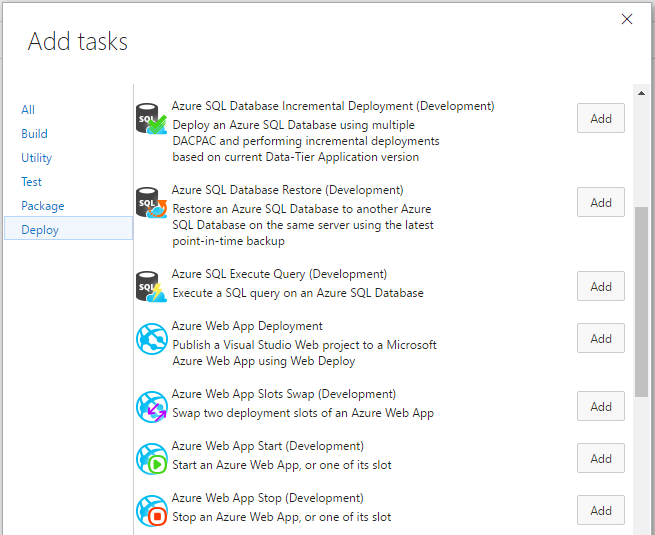 Add tasks
All
Build
Utility
Test
Package
Deploy
Azure SQL Database Incremental Deployment (Development)
Deploy an Azure SQL Database using multiple
DACPAC and performing incremental deployments
based on current Data-Tier Application version
Add
Azure SQL Database Restore (Development)
Restore an Azure SQL Database to another Azure
SQL Database on the same server using the latest
point-in-time backup
Add
Azure SQL Execute Query (Development)
Execute a SQL query on an Azure SQL Database
Add
Azure Web App Deployment
Publish a Visual Studio Web project to a Microsoft
Azure Web App using Web Deploy
Add
Azure Web App Slots Swap (Development)
Swap two deployment slots of an Azure Web App
Add
Azure Web App Start (Development)
Start an Azure Web App, or one of its slot
Add
Azure Web App Stop (Development)
Stop an Azure Web App, or one of its slot
Add
SQL
SQL
SQL